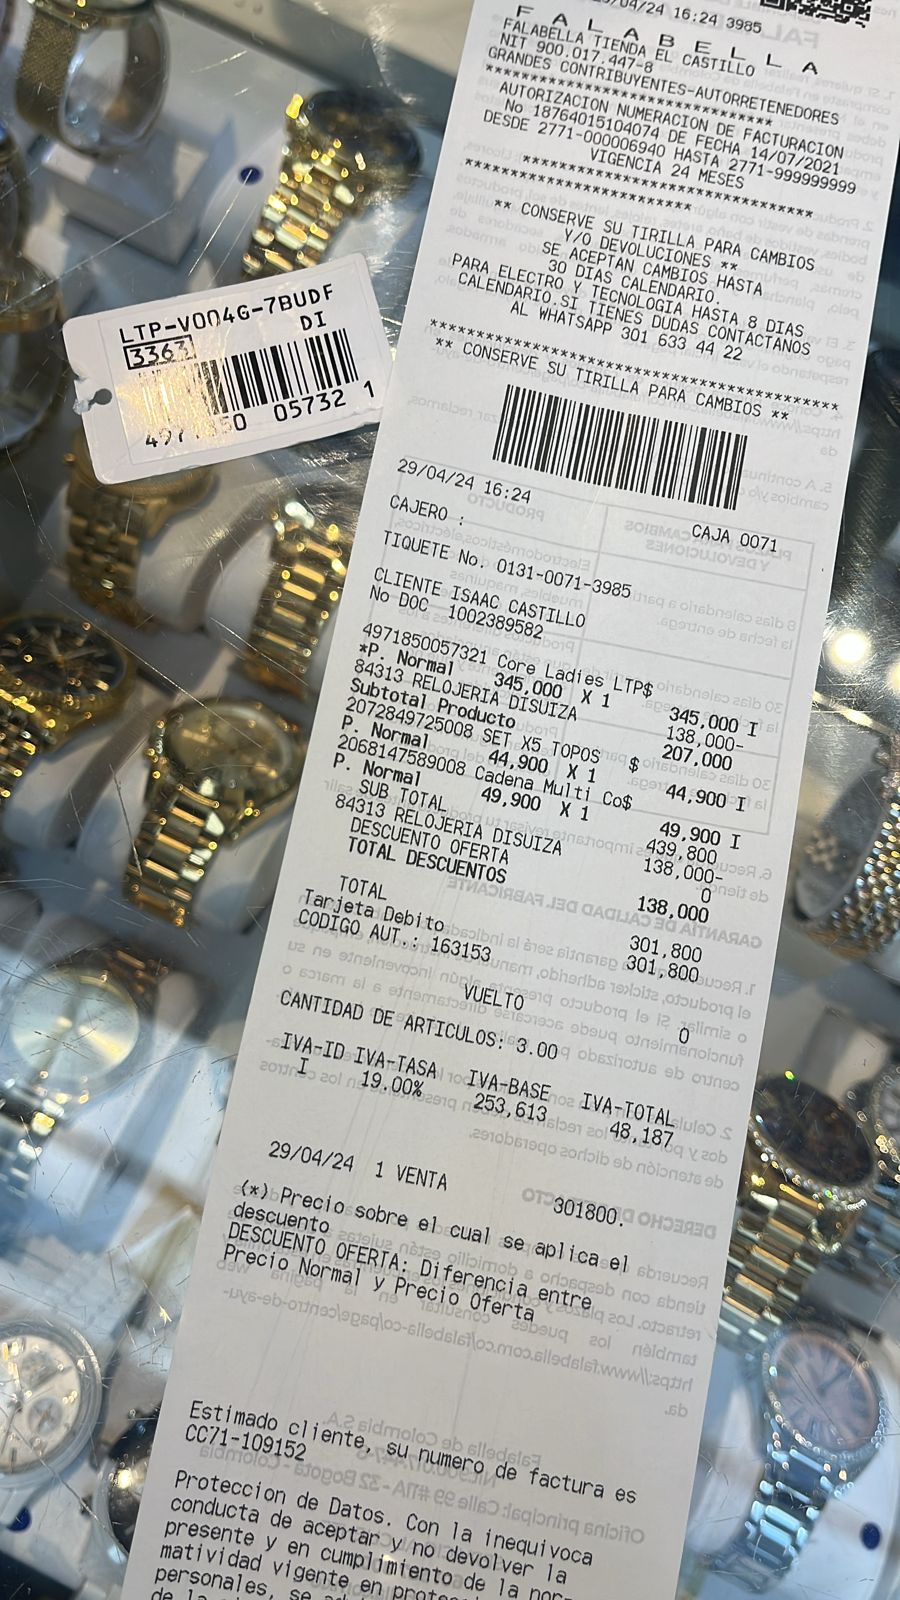 /04/24 16:24 3985
F A L A B E L L A
FALABELLA TIENDA EL CASTILLO
NIT 900.017.447-8
GRANDES CONTRIBUYENTES-AUTORRETENEDORES
********************************
AUTORIZACION NUMERACION DE FACTURACION
No 18764015104074 DE FECHA 14/07/2021
DESDE 2771-000006940 HASTA 2771-999999999
VIGENCIA 24 MESES
********************************
********************************
** CONSERVE SU TIRILLA PARA CAMBIOS
Y/O DEVOLUCIONES **
SE ACEPTAN CAMBIOS HASTA
30 DIAS CALENDARIO.
PARA ELECTRO Y TECNOLOGIA HASTA 8 DIAS
CALENDARIO.SI TIENES DUDAS CONTACTANOS
AL WHATSAPP 301 633 44 22
****************************************
** CONSERVE SU TIRILLA PARA CAMBIOS **
LTP-V004G-7BUDF
DI
3363
05732 1
29/04/24 16:24
CAJERO : CAJA 0071
TIQUETE No. 0131-0071-3985
CLIENTE ISAAC CASTILLO
No DOC 1002389582
4971850057321 Core Ladies LTP$
*P. Normal 345,000 X 1 345,000 I
84313 RELOJERIA DISUIZA 138,000-
Subtotal Producto 207,000
2072849725008 SET X5 TOPOS $
P. Normal 44,900 X 1 44,900 I
2068147589008 Cadena Multi Co$
P. Normal 49,900 X 1 49,900 I
SUB TOTAL 439,800
84313 RELOJERIA DISUIZA 138,000-
DESCUENTO OFERTA 0
TOTAL DESCUENTOS 138,000
TOTAL 301,800
Tarjeta Debito 301,800
CODIGO AUT.: 163153
VUELTO 0
CANTIDAD DE ARTICULOS: 3.00
IVA-ID IVA-TASA IVA-BASE IVA-TOTAL
I 19.00% 253,613 48,187
29/04/24 1 VENTA 301800.
(*) Precio sobre el cual se aplica el
descuento
DESCUENTO OFERTA: Diferencia entre
Precio Normal y Precio Oferta
Estimado cliente, su numero de factura es
CC71-109152
Proteccion de Datos. Con la inequivoca
conducta de aceptar y no devolver la
presente y en cumplimiento de la nor-
matividad vigente en
personales, se